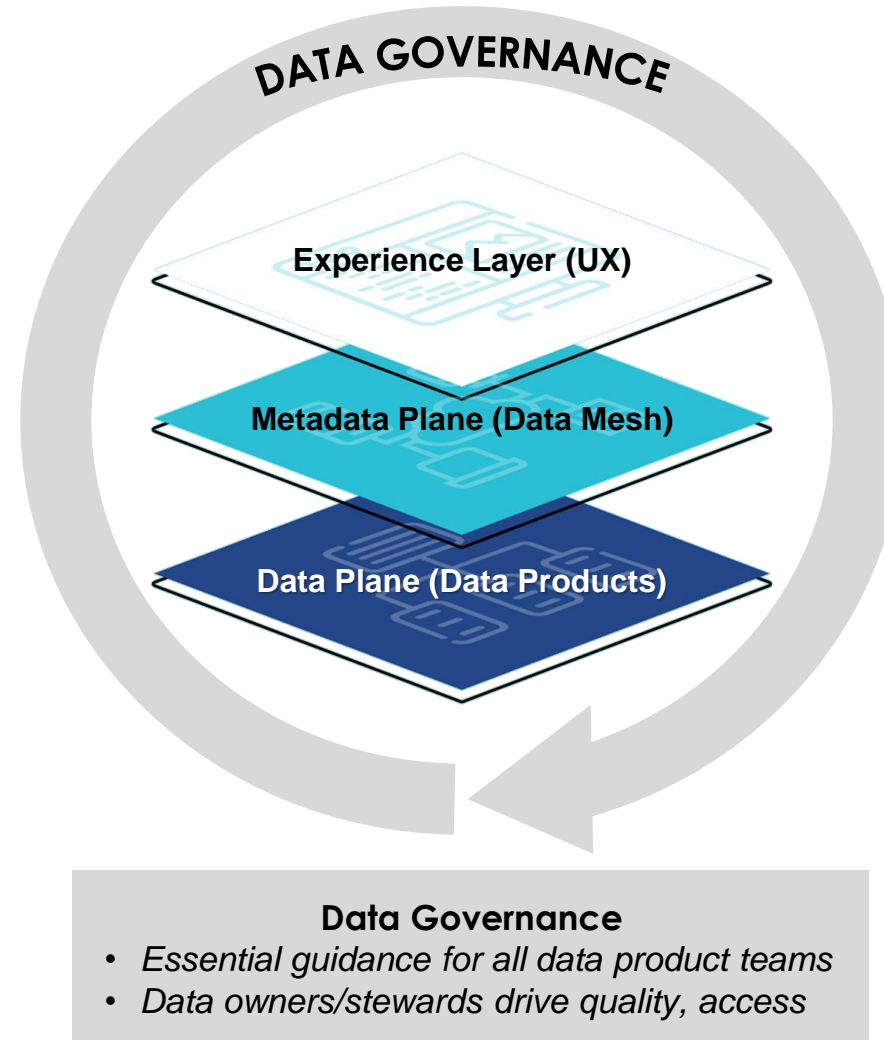 DATA GOVERNANCE
Experience Layer (UX)
Metadata Plane (Data Mesh)
Data Plane (Data Products)
Data Governance
• Essential guidance for all data product teams
• Data owners/stewards drive quality, access